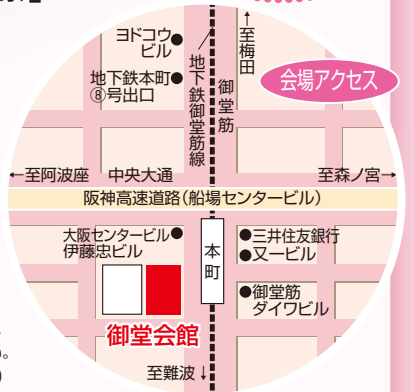 ヨドコウ
ビル
地下鉄本町
⑧号出口
地下鉄御堂筋線
御堂筋
↑至梅田
会場アクセス
←至阿波座
中央大通
至森ノ宮→
阪神高速道路(船場センタービル)
大阪センタービル
伊藤忠ビル
本町
三井住友銀行
又一ビル
御堂筋
ダイワビル
御堂会館
至難波↓
い。